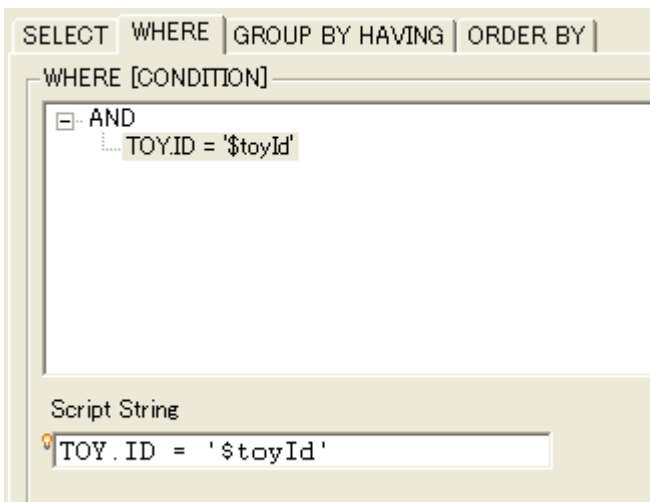 SELECT WHERE GROUP BY HAVING ORDER BY
WHERE [CONDITION]
AND
TOY.ID = '$toyId'
Script String
TOY.ID = '$toyId'